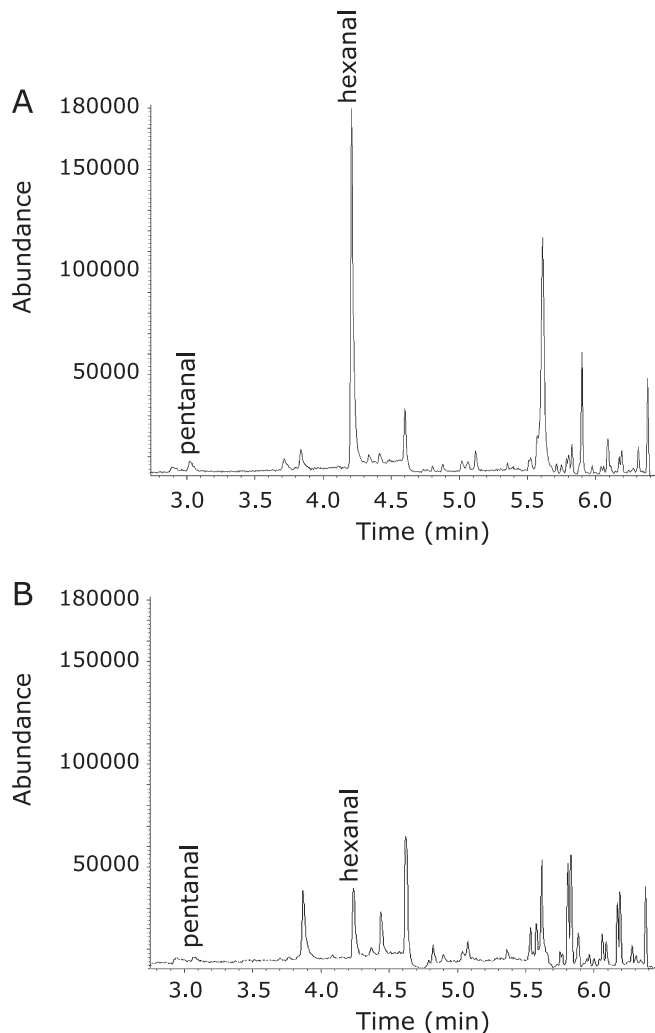 A
hexanal
180000
150000
Abundance
100000
50000
pentanal
3.0 3.5 4.0 4.5 5.0 5.5 6.0
Time (min)
B
180000
150000
Abundance
100000
hexanal
50000
pentanal
3.0 3.5 4.0 4.5 5.0 5.5 6.0
Time (min)